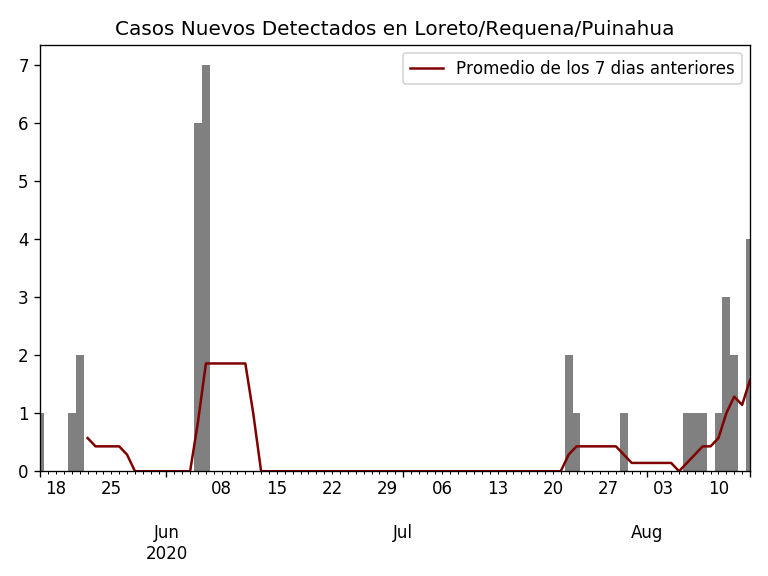 Casos Nuevos Detectados en Loreto/Requena/Puinahua
Promedio de los 7 dias anteriores
7
6
5
4
3
2
1
0
18 25 08 15 22 29 06 13 20 27 03 10
Jun Jul Aug
2020